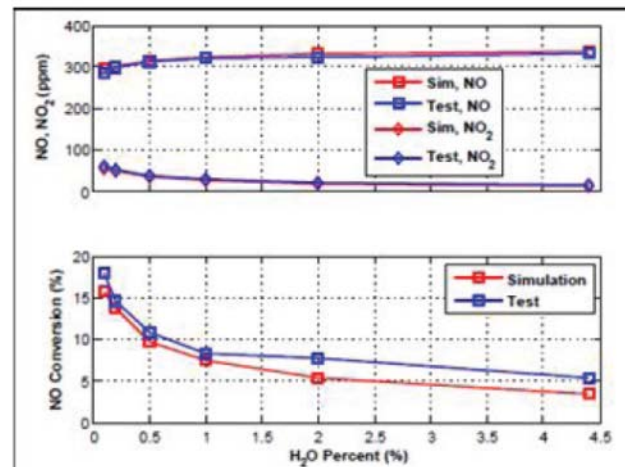 400
300
200
100
0
NO, NO₂ (ppm)
Sim, NO
Test, NO
Sim, NO₂
Test, NO₂
20
15
10
5
0
NO Conversion (%)
Simulation
Test
0 0.5 1 1.5 2 2.5 3 3.5 4 4.5
H₂O Percent (%)